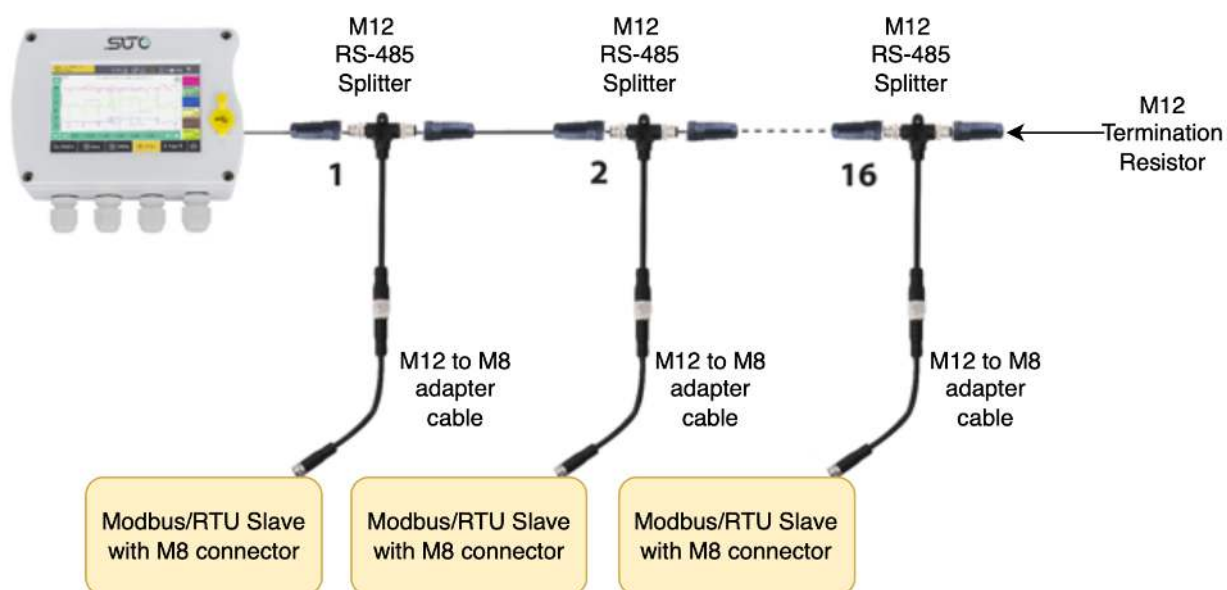 SUTO
M12
RS-485
Splitter
M12
RS-485
Splitter
M12
RS-485
Splitter
M12
Termination
Resistor
1
2
16
M12 to M8
adapter
cable
M12 to M8
adapter
cable
M12 to M8
adapter
cable
Modbus/RTU Slave
with M8 connector
Modbus/RTU Slave
with M8 connector
Modbus/RTU Slave
with M8 connector